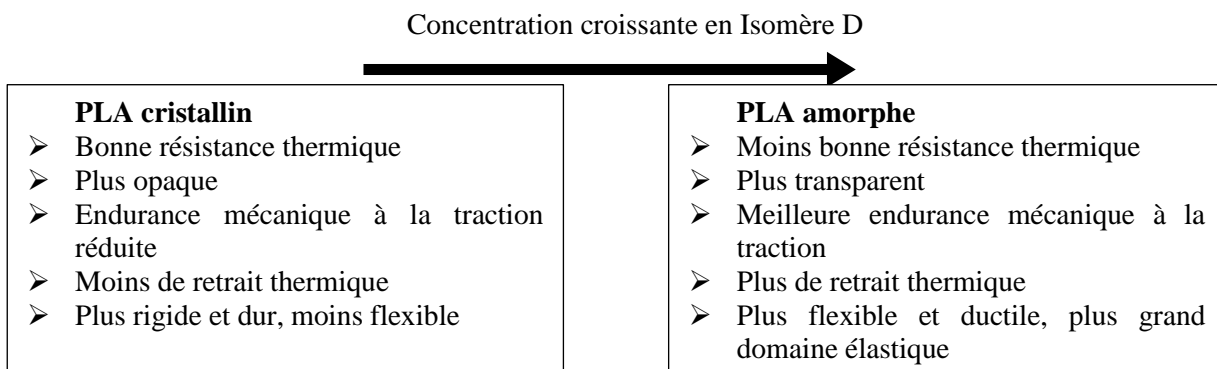 Concentration croissante en Isomère D
PLA cristallin
➢ Bonne résistance thermique
➢ Plus opaque
➢ Endurance mécanique à la traction
réduite
➢ Moins de retrait thermique
➢ Plus rigide et dur, moins flexible
PLA amorphe
➢ Moins bonne résistance thermique
➢ Plus transparent
➢ Meilleure endurance mécanique à la
traction
➢ Plus de retrait thermique
➢ Plus flexible et ductile, plus grand
domaine élastique